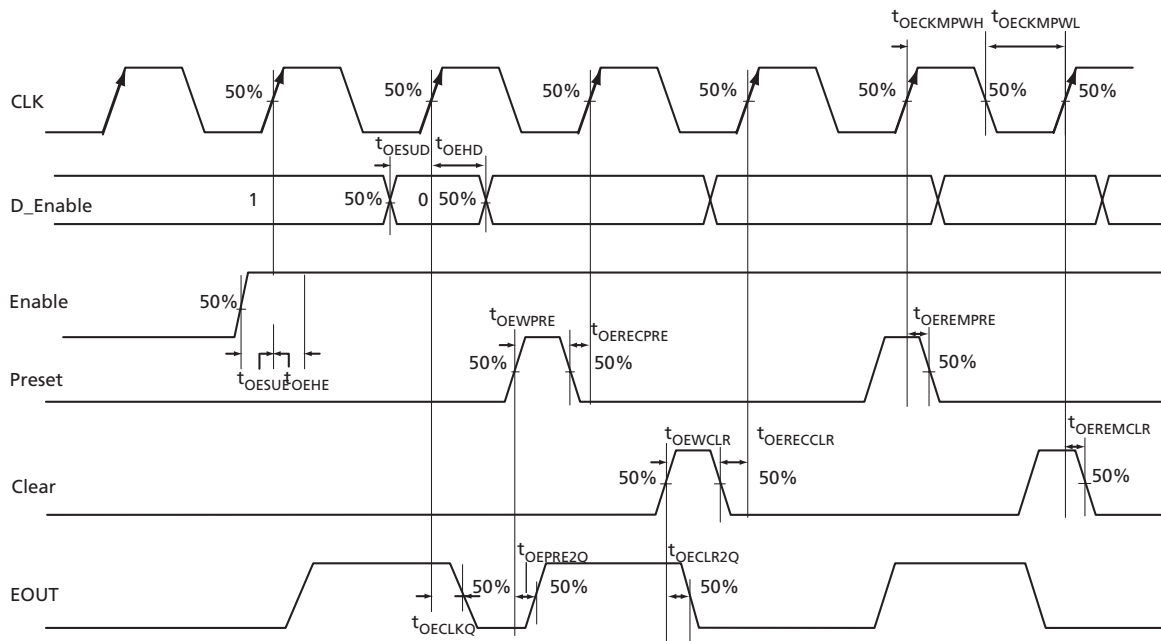 tOECKMPWH tOECKMPWL
CLK 50% 50% 50% 50% 50% 50% 50%
tOESUD tOEHD
D_Enable 1 50% 0 50%
Enable 50%
tOEWPRE tOERECPRE tOEREMPRE
Preset 50% 50% 50%
tOESUE tOEHE
tOEWCLR tOERECCLR tOEREMCLR
Clear 50% 50% 50%
tOEPRE2Q tOECLR2Q
EOUT 50% 50% 50%
tOECLKQ